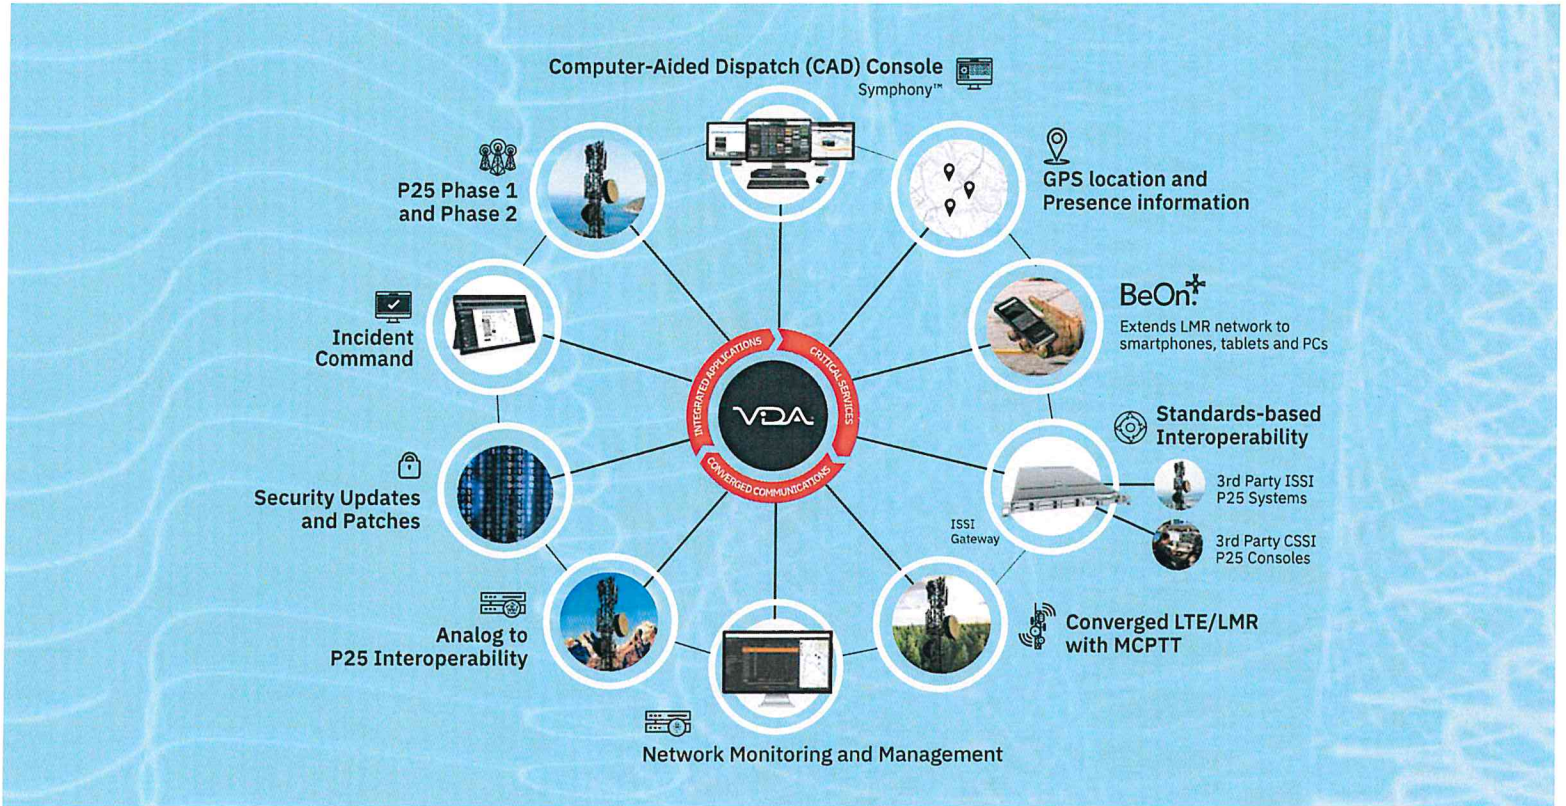 Computer-Aided Dispatch (CAD) Console
Symphony™
GPS location and
Presence information
BeOn
Extends LMR network to
smartphones, tablets and PCs
Standards-based
Interoperability
3rd Party ISSI
P25 Systems
3rd Party CSSI
P25 Consoles
ISSI
Gateway
Converged LTE/LMR
with MCPTT
Network Monitoring and Management
Analog to
P25 Interoperability
Security Updates
and Patches
Incident
Command
P25 Phase 1
and Phase 2
INTEGRATED APPLICATIONS
CRITICAL SERVICES
CONVERGED COMMUNICATIONS
VIDA